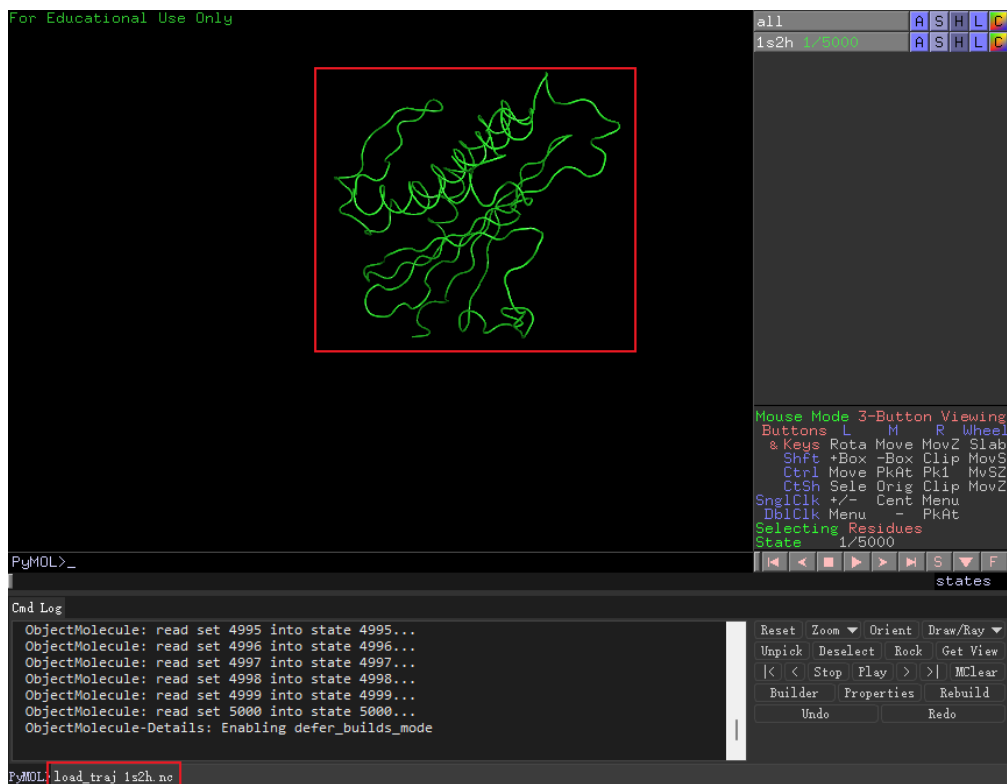 For Educational Use Only
all A S H L C
1s2h 1/5000 A S H L C
Mouse Mode 3-Button Viewing
Buttons L M R Wheel
& Keys Rota Move MovZ Slab
Shft +Box -Box Clip MovS
Ctrl Move PkAt Pk1 MvSZ
CtSh Sele Orig Clip MovZ
SnglClk +/- Cent Menu
DblClk Menu - PkAt
Selecting Residues
State 1/5000
PyMOL>_
S F
states
Cmd Log
ObjectMolecule: read set 4995 into state 4995...
ObjectMolecule: read set 4996 into state 4996...
ObjectMolecule: read set 4997 into state 4997...
ObjectMolecule: read set 4998 into state 4998...
ObjectMolecule: read set 4999 into state 4999...
ObjectMolecule: read set 5000 into state 5000...
ObjectMolecule-Details: Enabling defer_builds_mode
Reset Zoom Orient Draw/Ray
Unpick Deselect Rock Get View
|< < Stop Play > >| MClear
Builder Properties Rebuild
Undo Redo
PyMOL> load_traj 1s2h.nc